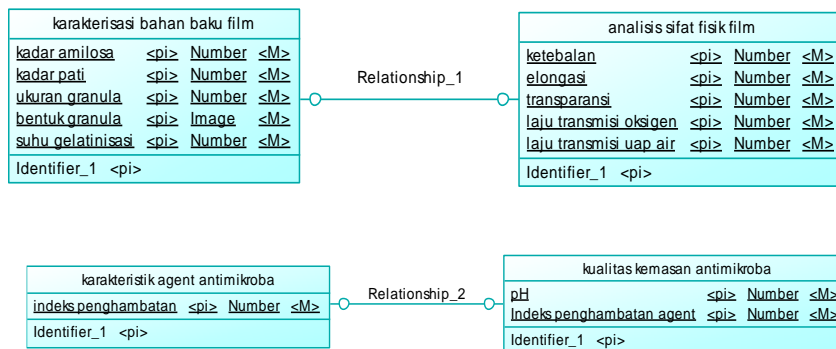 karakterisasi bahan baku film
kadar amilosa <pi> Number <M>
kadar pati <pi> Number <M>
ukuran granula <pi> Number <M>
bentuk granula <pi> Image <M>
suhu gelatinisasi <pi> Number <M>
Identifier_1 <pi>
Relationship_1
analisis sifat fisik film
ketebalan <pi> Number <M>
elongasi <pi> Number <M>
transparansi <pi> Number <M>
laju transmisi oksigen <pi> Number <M>
laju transmisi uap air <pi> Number <M>
Identifier_1 <pi>
karakteristik agent antimikroba
indeks penghambatan <pi> Number <M>
Identifier_1 <pi>
Relationship_2
kualitas kemasan antimikroba
pH <pi> Number <M>
Indeks penghambatan agent <pi> Number <M>
Identifier_1 <pi>